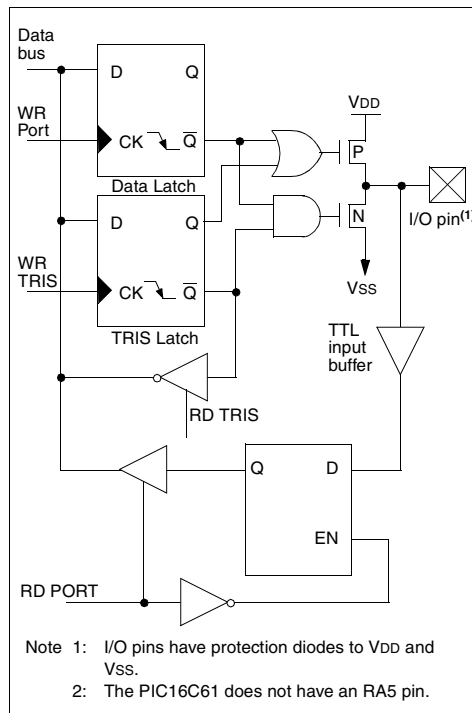 Data
bus
D Q
WR
Port
CK Q
Data Latch
VDD
P
D Q
N
I/O pin(1)
WR
TRIS
CK Q
VSS
TRIS Latch
TTL
input
buffer
RD TRIS
Q D
EN
RD PORT
Note 1: I/O pins have protection diodes to VDD and
VSS.
2: The PIC16C61 does not have an RA5 pin.